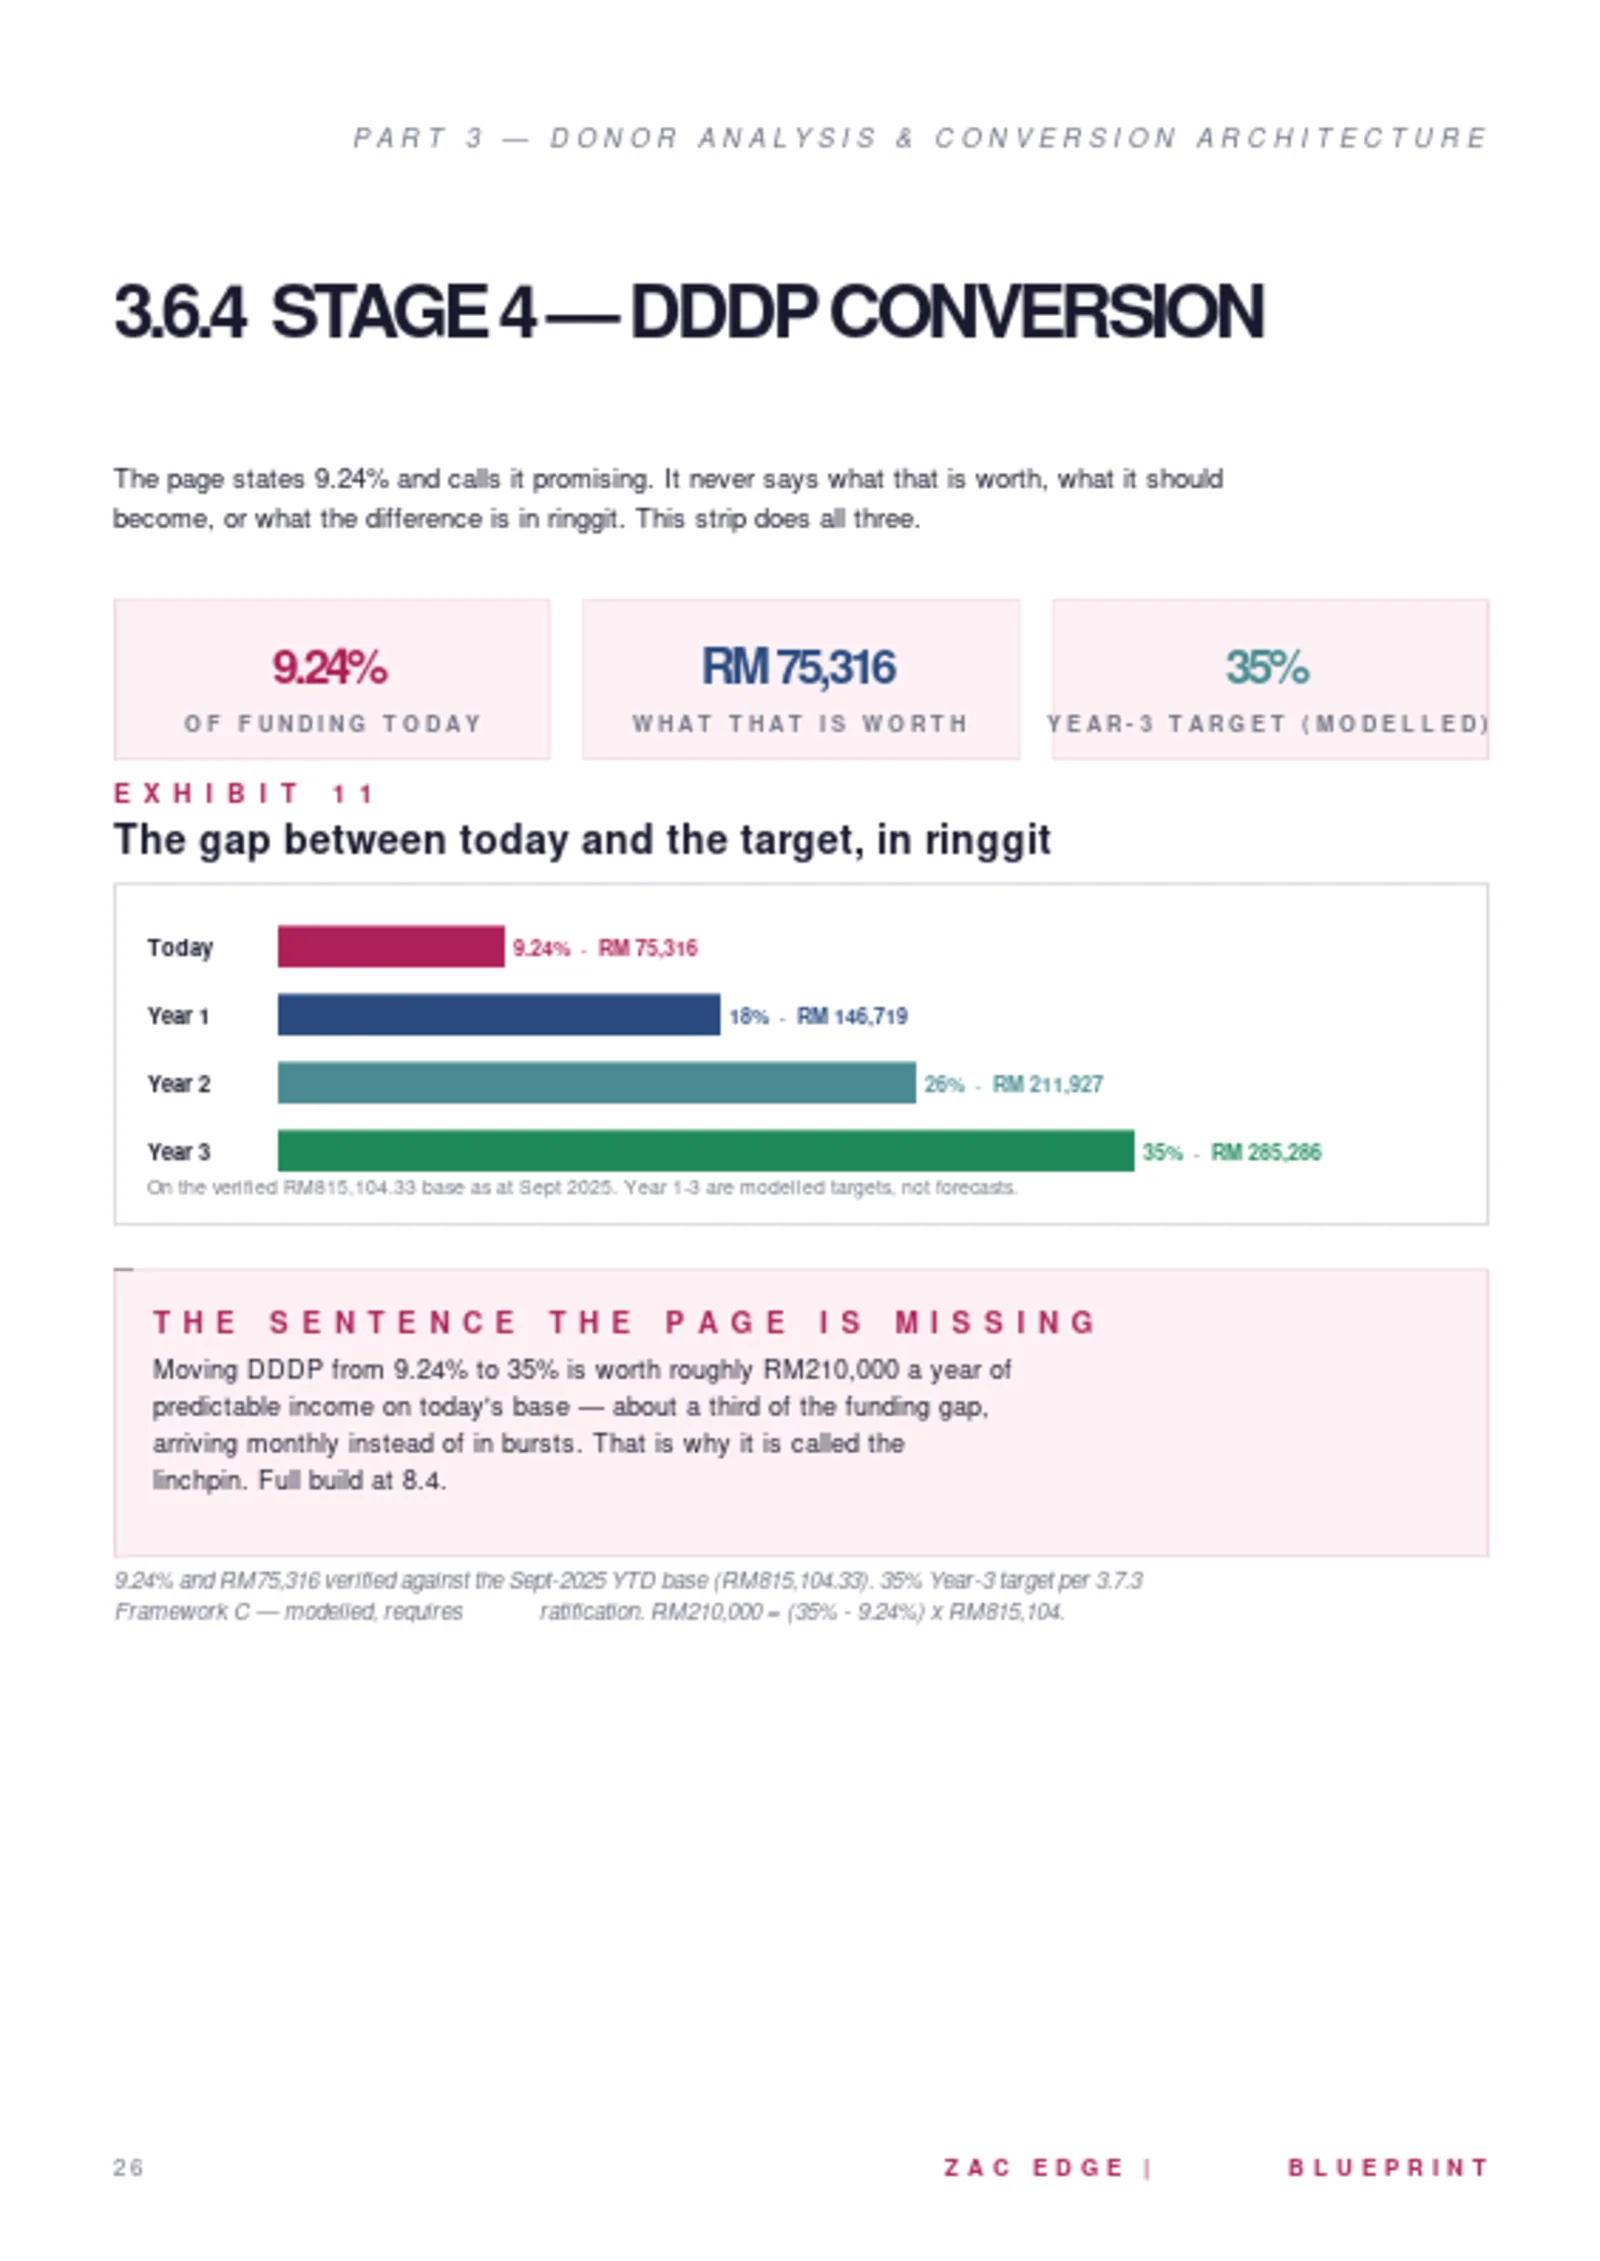 PART 3 — DONOR ANALYSIS & CONVERSION ARCHITECTURE
3.6.4 STAGE 4 — DDDP CONVERSION
The page states 9.24% and calls it promising. It never says what that is worth, what it should
become, or what the difference is in ringgit. This strip does all three.
9.24%
OF FUNDING TODAY
RM 75,316
WHAT THAT IS WORTH
35%
YEAR-3 TARGET (MODELLED)
EXHIBIT 11
The gap between today and the target, in ringgit
Today 9.24% - RM 75,316
Year 1 18% - RM 146,719
Year 2 26% - RM 211,927
Year 3 35% - RM 285,286
On the verified RM815,104.33 base as at Sept 2025. Year 1-3 are modelled targets, not forecasts.
THE SENTENCE THE PAGE IS MISSING
Moving DDDP from 9.24% to 35% is worth roughly RM210,000 a year of
predictable income on today's base — about a third of the funding gap,
arriving monthly instead of in bursts. That is why it is called the
linchpin. Full build at 8.4.
9.24% and RM75,316 verified against the Sept-2025 YTD base (RM815,104.33). 35% Year-3 target per 3.7.3
Framework C — modelled, requires ratification. RM210,000 = (35% - 9.24%) x RM815,104.
26
ZAC EDGE | BLUEPRINT